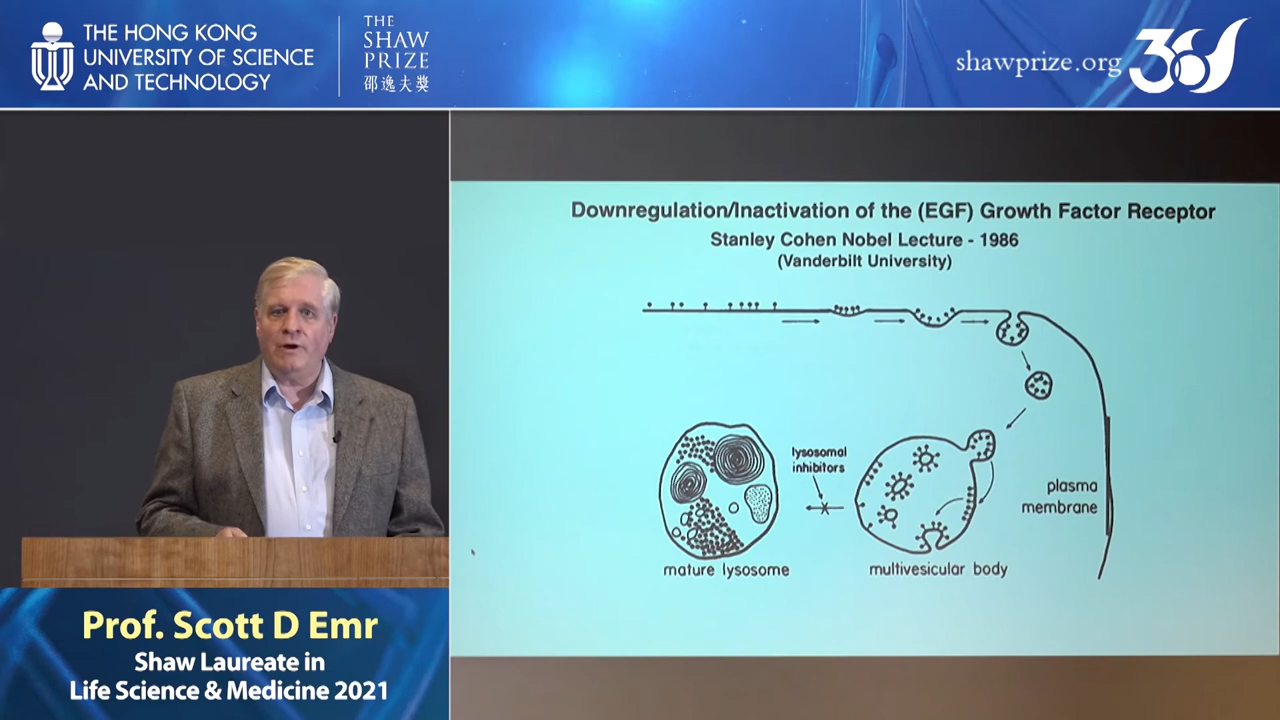 THE HONG KONG
UNIVERSITY OF SCIENCE
AND TECHNOLOGY
THE
SHAW
PRIZE
邵逸夫獎
shawprize.org
36
Downregulation/Inactivation of the (EGF) Growth Factor Receptor
Stanley Cohen Nobel Lecture - 1986
(Vanderbilt University)
lysosomal
inhibitors
plasma
membrane
mature lysosome
multivesicular body
Prof. Scott D Emr
Shaw Laureate in
Life Science & Medicine 2021